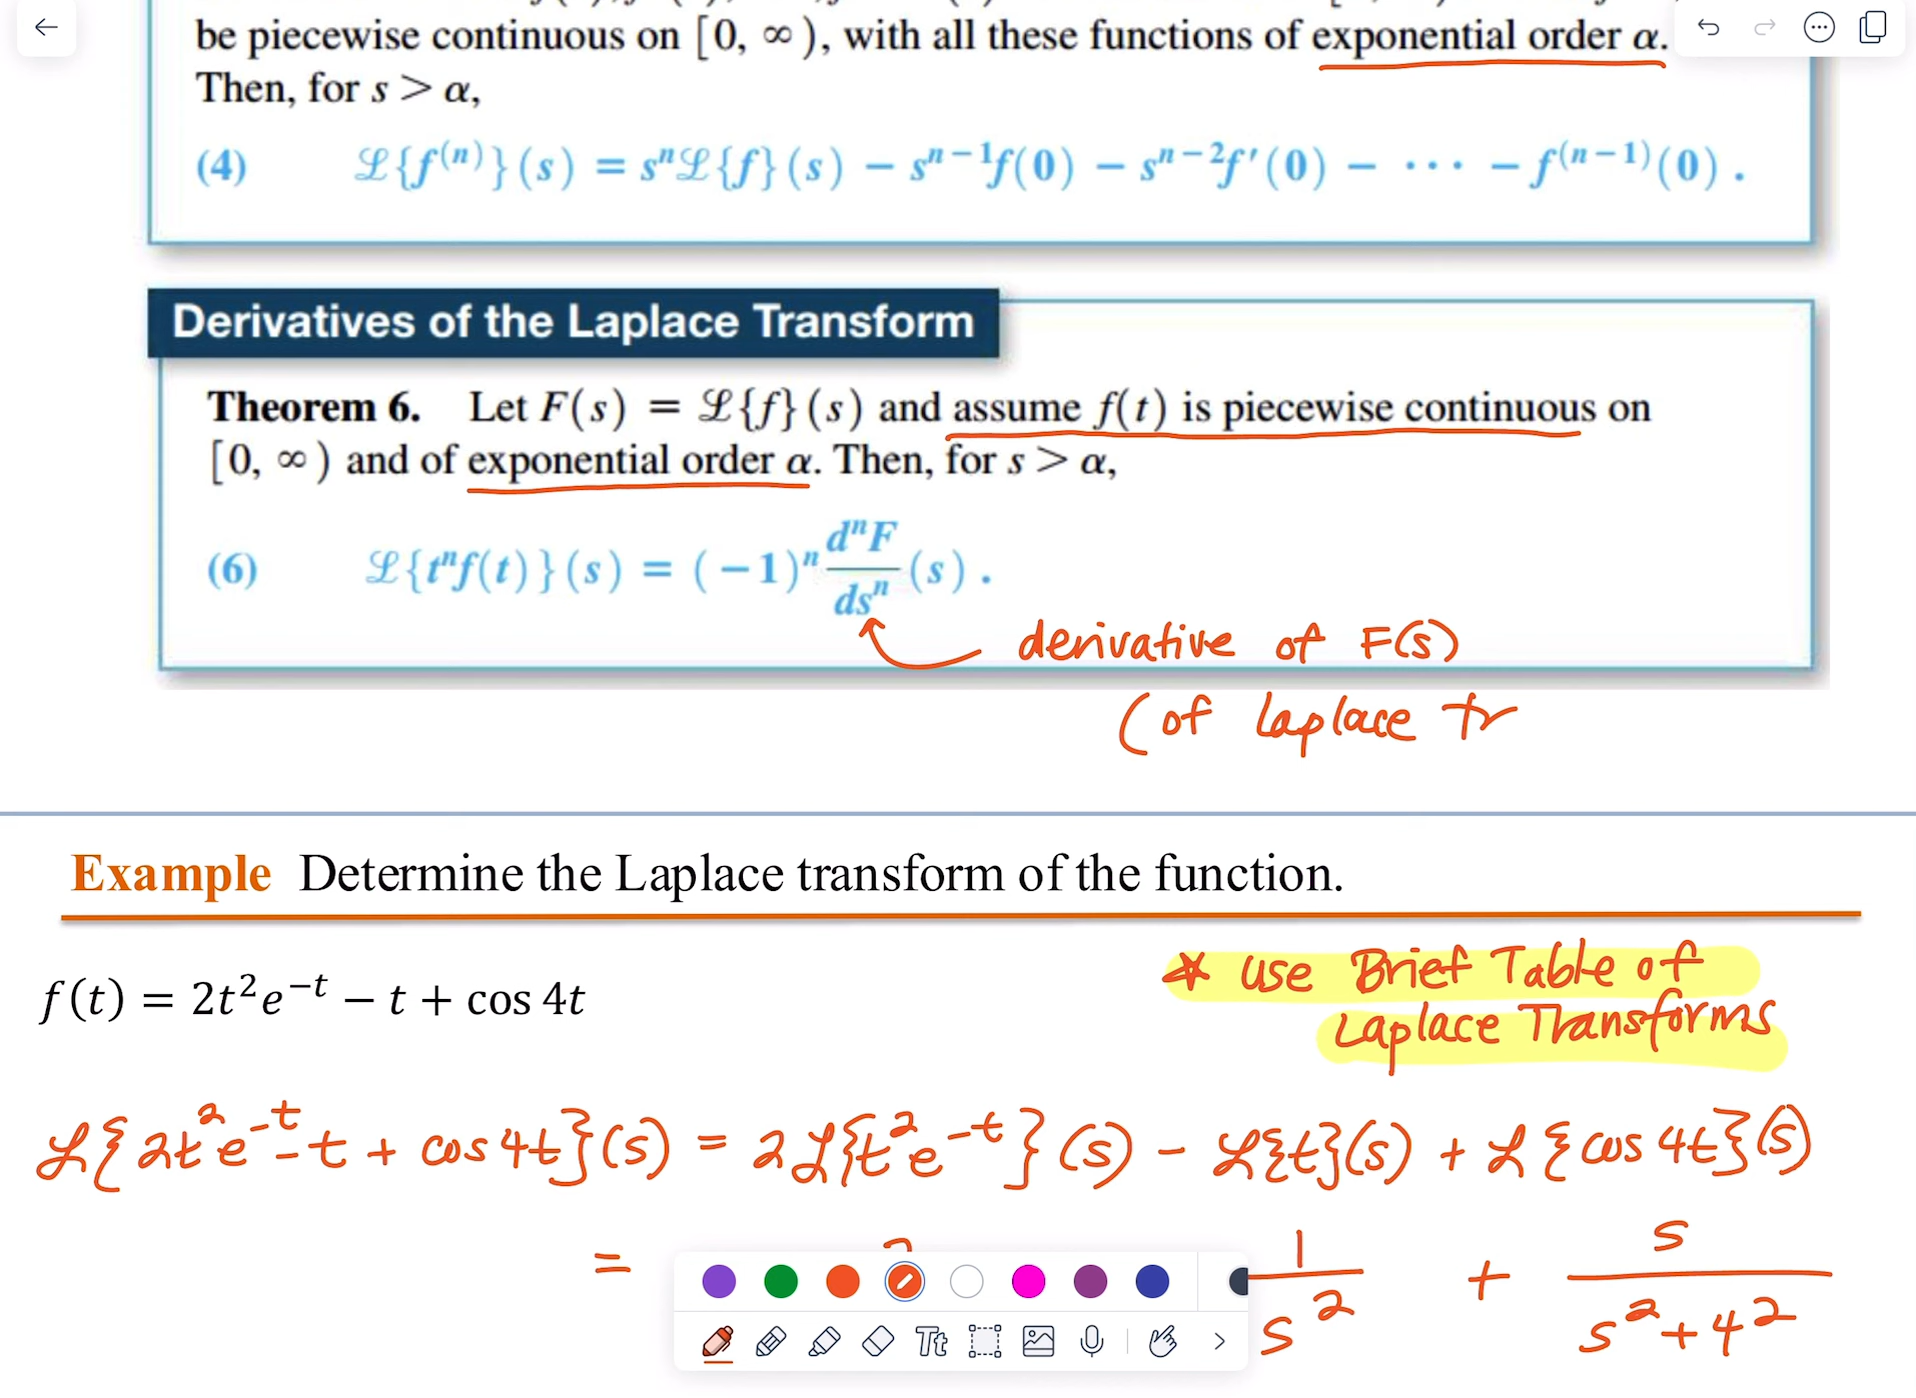 be piecewise continuous on [0, ∞), with all these functions of exponential order α.
Then, for s > α,
(4) ℒ{f⁽ⁿ⁾}(s) = sⁿℒ{f}(s) − sⁿ⁻¹f(0) − sⁿ⁻²f′(0) − ··· − f⁽ⁿ⁻¹⁾(0) .
Derivatives of the Laplace Transform
Theorem 6. Let F(s) = ℒ{f}(s) and assume f(t) is piecewise continuous on
[0, ∞) and of exponential order α. Then, for s > α,
(6) ℒ{tⁿf(t)}(s) = (−1)ⁿ dⁿF/dsⁿ (s) .
derivative of F(s)
(of Laplace tr
Example Determine the Laplace transform of the function.
f(t) = 2t²e⁻ᵗ − t + cos 4t
* Use Brief Table of
Laplace Transforms
ℒ{2t²e⁻ᵗ − t + cos 4t}(s) = 2ℒ{t²e⁻ᵗ}(s) − ℒ{t}(s) + ℒ{cos 4t}(s)
= 1/s² + s/(s²+4²)
Tt